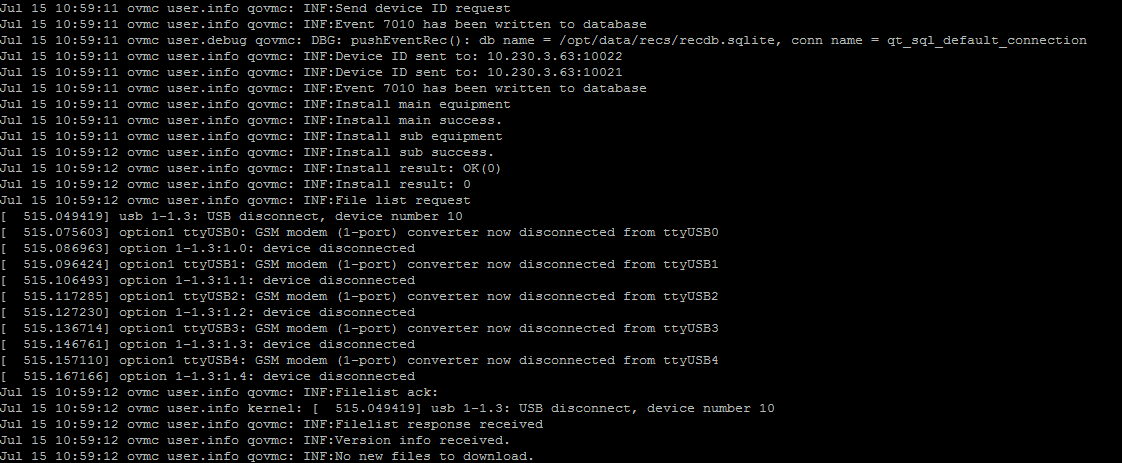 Jul 15 10:59:11 ovmc user.info qovmc: INF:Send device ID request
Jul 15 10:59:11 ovmc user.info qovmc: INF:Event 7010 has been written to database
Jul 15 10:59:11 ovmc user.debug qovmc: DBG: pushEventRec(): db name = /opt/data/recs/recdb.sqlite, conn name = qt_sql_default_connection
Jul 15 10:59:11 ovmc user.info qovmc: INF:Device ID sent to: 10.230.3.63:10022
Jul 15 10:59:11 ovmc user.info qovmc: INF:Device ID sent to: 10.230.3.63:10021
Jul 15 10:59:11 ovmc user.info qovmc: INF:Event 7010 has been written to database
Jul 15 10:59:11 ovmc user.info qovmc: INF:Install main equipment
Jul 15 10:59:11 ovmc user.info qovmc: INF:Install main success.
Jul 15 10:59:11 ovmc user.info qovmc: INF:Install sub equipment
Jul 15 10:59:12 ovmc user.info qovmc: INF:Install sub success.
Jul 15 10:59:12 ovmc user.info qovmc: INF:Install result: OK(0)
Jul 15 10:59:12 ovmc user.info qovmc: INF:Install result: 0
Jul 15 10:59:12 ovmc user.info qovmc: INF:File list request
[  515.049419] usb 1-1.3: USB disconnect, device number 10
[  515.075603] option1 ttyUSB0: GSM modem (1-port) converter now disconnected from ttyUSB0
[  515.086963] option 1-1.3:1.0: device disconnected
[  515.096424] option1 ttyUSB1: GSM modem (1-port) converter now disconnected from ttyUSB1
[  515.106493] option 1-1.3:1.1: device disconnected
[  515.117285] option1 ttyUSB2: GSM modem (1-port) converter now disconnected from ttyUSB2
[  515.127230] option 1-1.3:1.2: device disconnected
[  515.136714] option1 ttyUSB3: GSM modem (1-port) converter now disconnected from ttyUSB3
[  515.146761] option 1-1.3:1.3: device disconnected
[  515.157110] option1 ttyUSB4: GSM modem (1-port) converter now disconnected from ttyUSB4
[  515.167166] option 1-1.3:1.4: device disconnected
Jul 15 10:59:12 ovmc user.info qovmc: INF:Filelist ack:
Jul 15 10:59:12 ovmc user.info kernel: [  515.049419] usb 1-1.3: USB disconnect, device number 10
Jul 15 10:59:12 ovmc user.info qovmc: INF:Filelist response received
Jul 15 10:59:12 ovmc user.info qovmc: INF:Version info received.
Jul 15 10:59:12 ovmc user.info qovmc: INF:No new files to download.